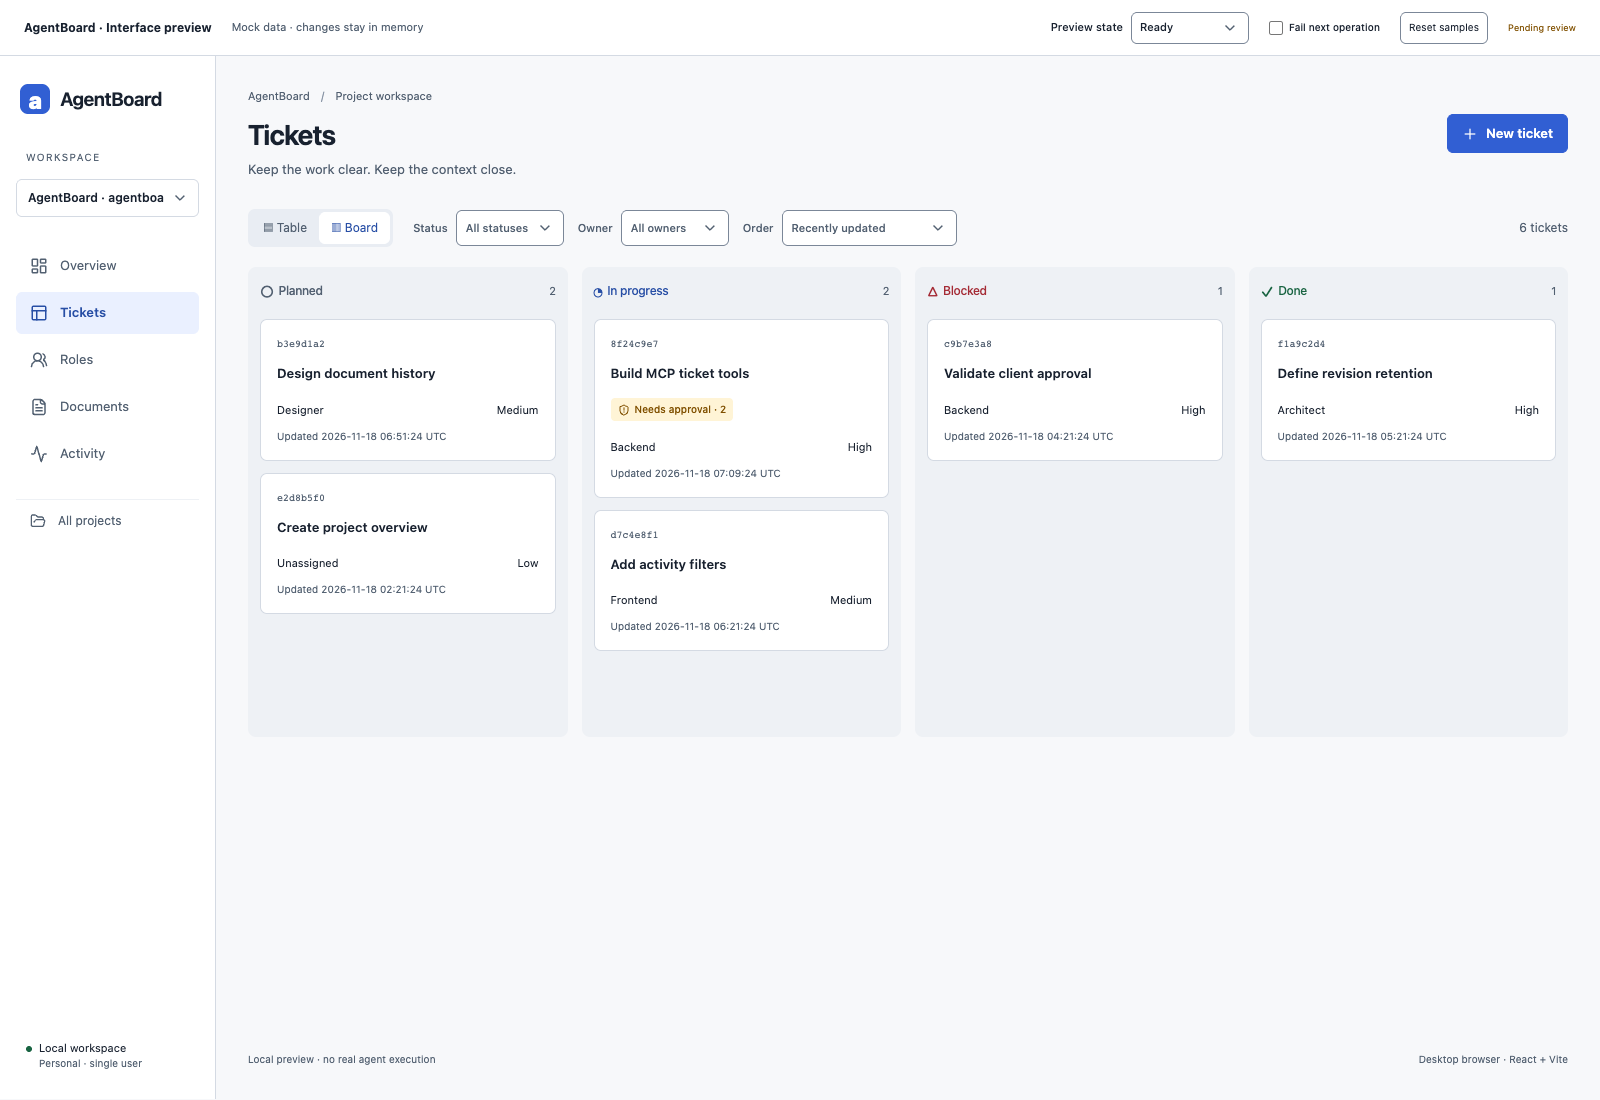 AgentBoard · Interface preview
Mock data · changes stay in memory
Preview state
Ready
Fail next operation
Reset samples
Pending review
a
AgentBoard
WORKSPACE
AgentBoard · agentboa
Overview
Tickets
Roles
Documents
Activity
All projects
Local workspace
Personal · single user
AgentBoard / Project workspace
Tickets
Keep the work clear. Keep the context close.
New ticket
Table
Board
Status
All statuses
Owner
All owners
Order
Recently updated
6 tickets
Planned 2
b3e9d1a2
Design document history
Designer Medium
Updated 2026-11-18 06:51:24 UTC
e2d8b5f0
Create project overview
Unassigned Low
Updated 2026-11-18 02:21:24 UTC
In progress 2
8f24c9e7
Build MCP ticket tools
Needs approval · 2
Backend High
Updated 2026-11-18 07:09:24 UTC
d7c4e8f1
Add activity filters
Frontend Medium
Updated 2026-11-18 06:21:24 UTC
Blocked 1
c9b7e3a8
Validate client approval
Backend High
Updated 2026-11-18 04:21:24 UTC
Done 1
f1a9c2d4
Define revision retention
Architect High
Updated 2026-11-18 05:21:24 UTC
Local preview · no real agent execution
Desktop browser · React + Vite